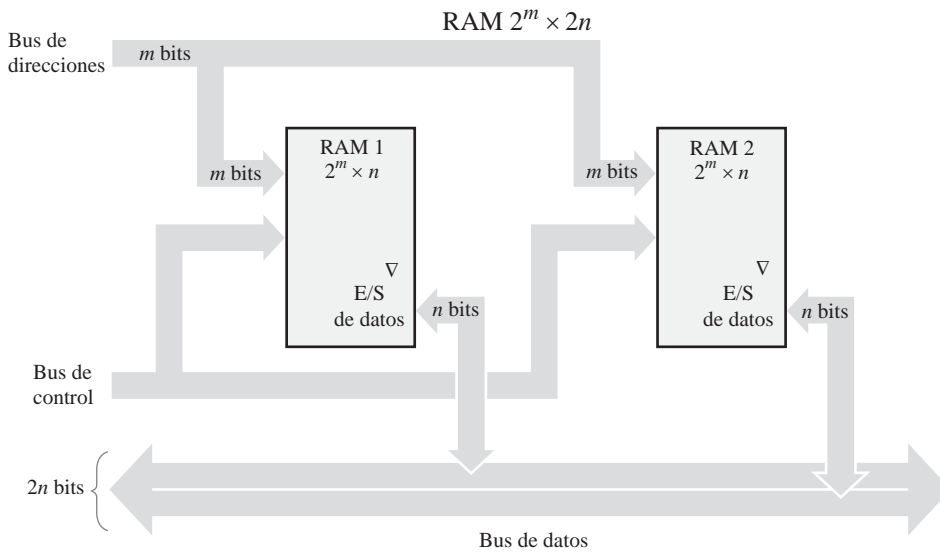 RAM 2^m × 2n
Bus de
direcciones
m bits
RAM 1
2^m × n
m bits
∇
E/S
de datos
n bits
RAM 2
2^m × n
m bits
∇
E/S
de datos
n bits
Bus de
control
2n bits
Bus de datos